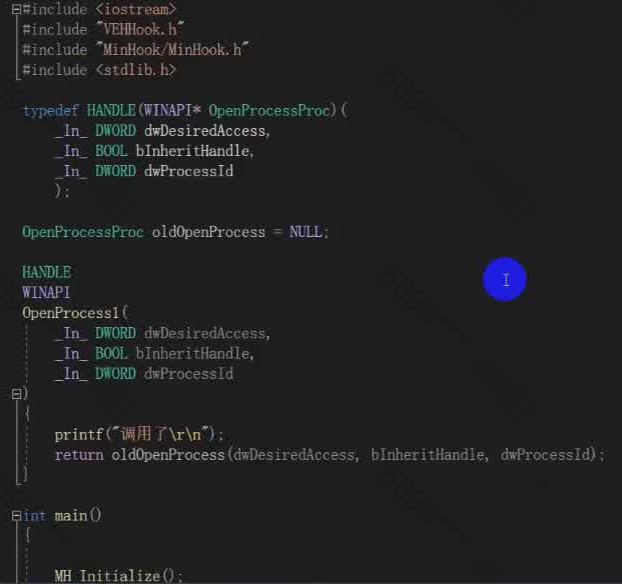 #include <iostream>
#include "VEHHook.h"
#include "MinHook/MinHook.h"
#include <stdlib.h>
typedef HANDLE(WINAPI* OpenProcessProc)(
_In_ DWORD dwDesiredAccess,
_In_ BOOL bInheritHandle,
_In_ DWORD dwProcessId
);
OpenProcessProc oldOpenProcess = NULL;
HANDLE
WINAPI
OpenProcess1(
_In_ DWORD dwDesiredAccess,
_In_ BOOL bInheritHandle,
_In_ DWORD dwProcessId
)
{
printf("调用了\r\n");
return oldOpenProcess(dwDesiredAccess, bInheritHandle, dwProcessId);
}
int main()
{
MH_Initialize();